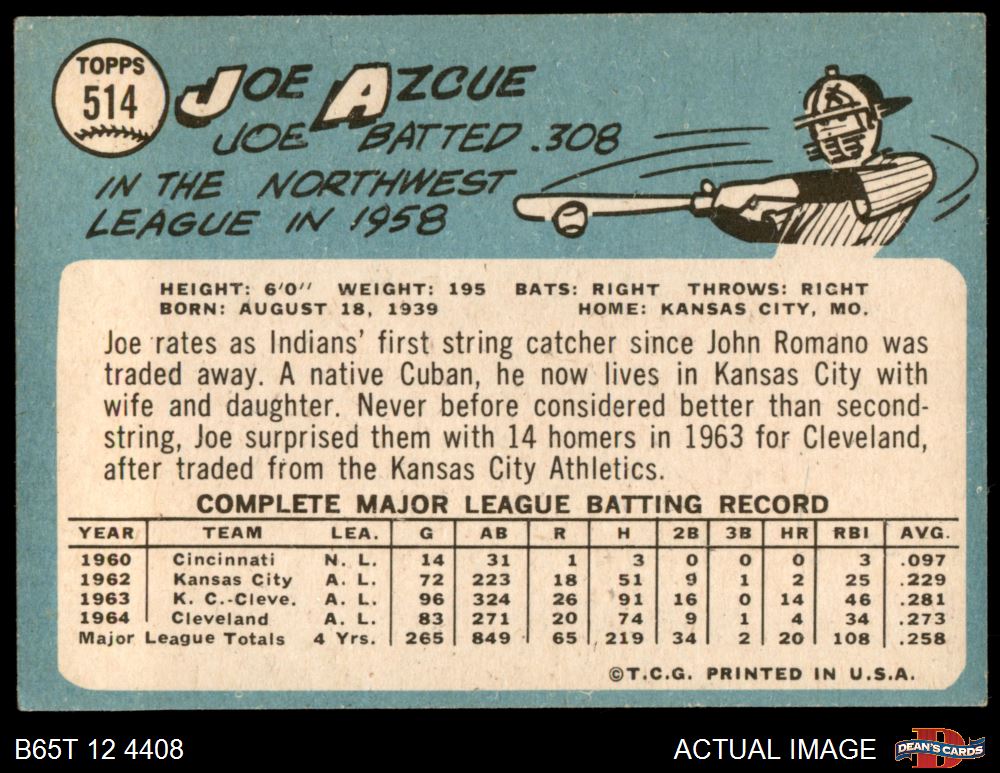 TOPPS
514
JOE AZCUE
JOE BATTED .308
IN THE NORTHWEST
LEAGUE IN 1958
HEIGHT: 6'0" WEIGHT: 195 BATS: RIGHT THROWS: RIGHT
BORN: AUGUST 18, 1939 HOME: KANSAS CITY, MO.
Joe rates as Indians' first string catcher since John Romano was
traded away. A native Cuban, he now lives in Kansas City with
wife and daughter. Never before considered better than second-
string, Joe surprised them with 14 homers in 1963 for Cleveland,
after traded from the Kansas City Athletics.
COMPLETE MAJOR LEAGUE BATTING RECORD
YEAR TEAM LEA. G AB R H 2B 3B HR RBI AVG.
1960 Cincinnati N. L. 14 31 1 3 0 0 0 3 .097
1962 Kansas City A. L. 72 223 18 51 9 1 2 25 .229
1963 K. C.-Cleve. A. L. 96 324 26 91 16 0 14 46 .281
1964 Cleveland A. L. 83 271 20 74 9 1 4 34 .273
Major League Totals 4 Yrs. 265 849 65 219 34 2 20 108 .258
©T.C.G. PRINTED IN U.S.A.
B65T 12 4408 ACTUAL IMAGE D DEAN'S CARDS